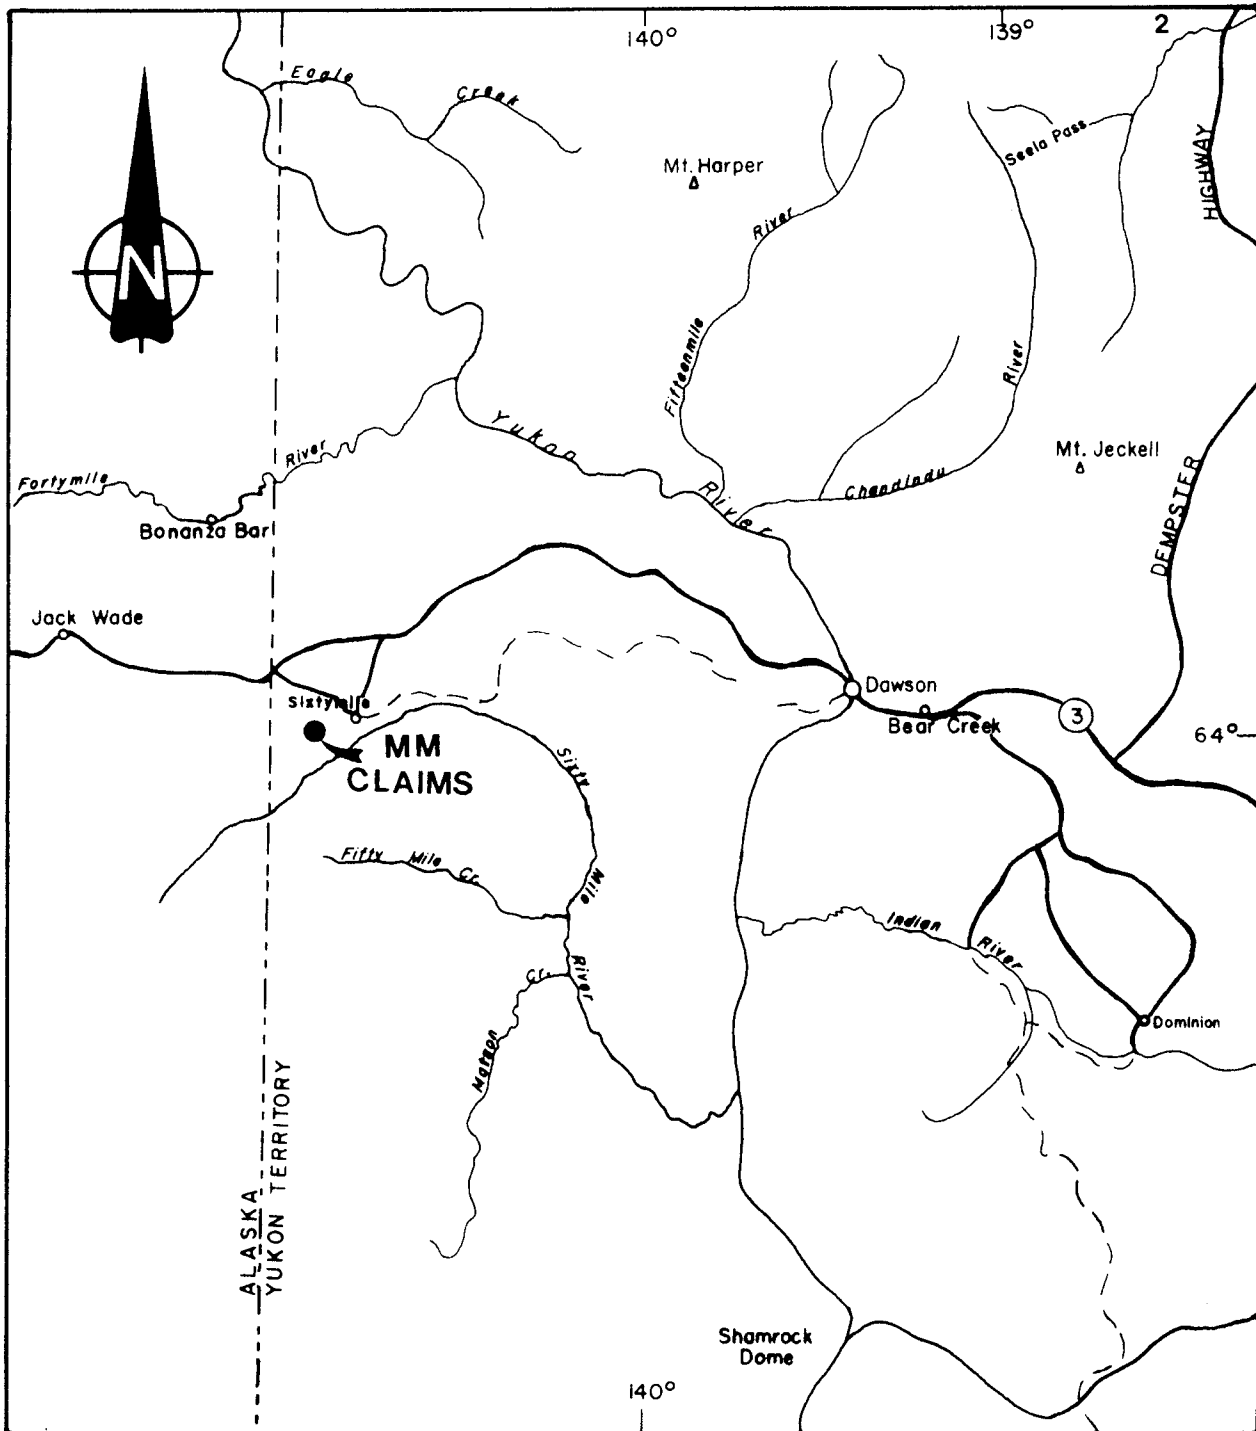 140°
139°
2
Eagle Creek
Mt. Harper
Seela Pass
HIGHWAY
N
River
Fifteenmile
River
Yukon
River
Mt. Jeckell
Fortymile
River
Chandindu
Bonanza Bar
DEMPSTER
Jack Wade
Sixtymile
Dawson
Bear Creek
3
64°
MM
CLAIMS
Sixty
Mile
River
Fifty Mile Cr.
Indian
River
Cr.
Matson
Dominion
ALASKA
YUKON TERRITORY
Shamrock
Dome
140°